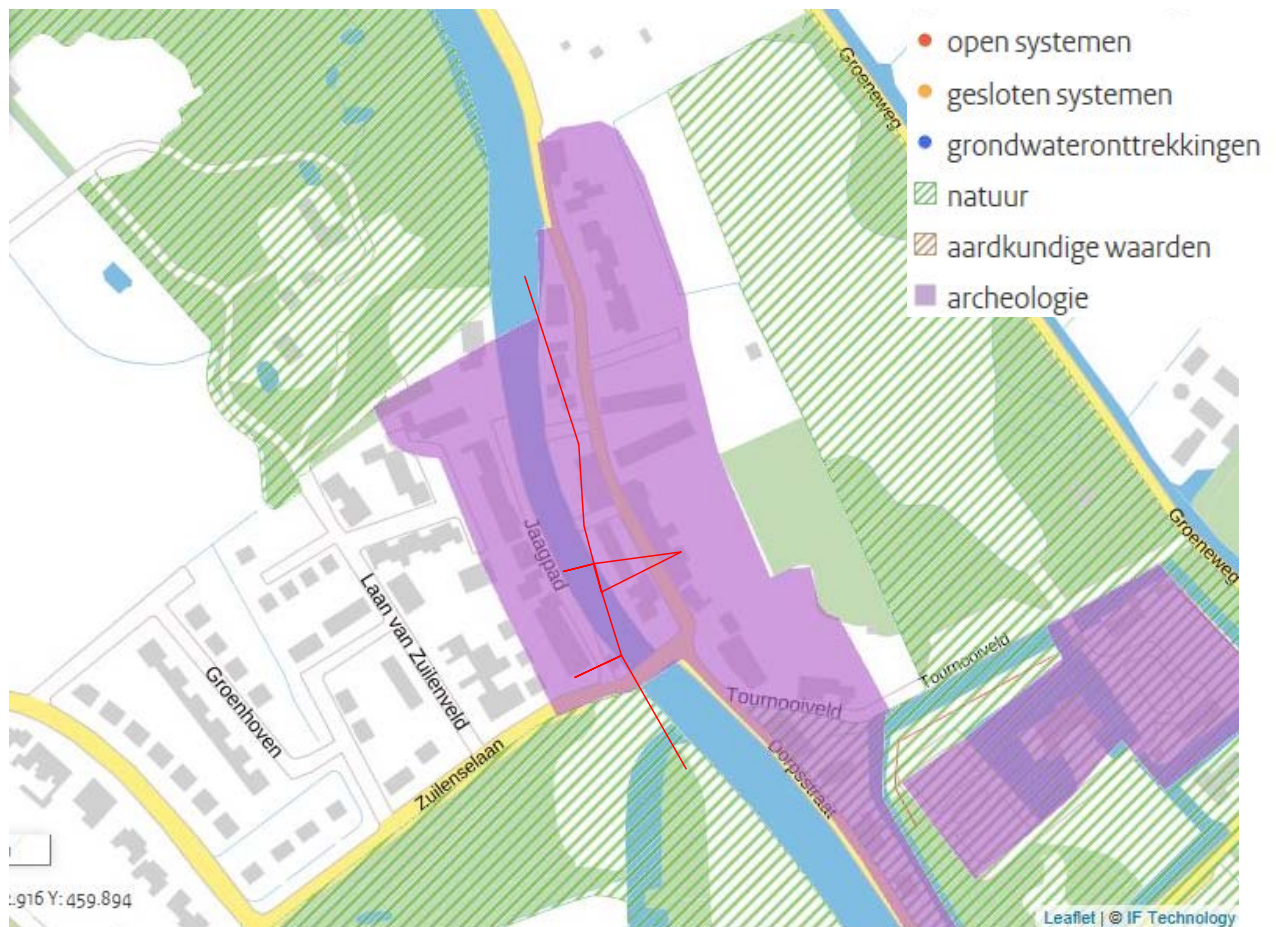 open systemen
gesloten systemen
grondwateronttrekkingen
natuur
aardkundige waarden
archeologie
Groeneweg
Jaagpad
Laan van Zuilenveld
Groenhoven
Zuilenselaan
Tournooiveld
Tournooiveld
Dorpsstraat
Groeneweg
.916 Y: 459.894
Leaflet | © IF Technology